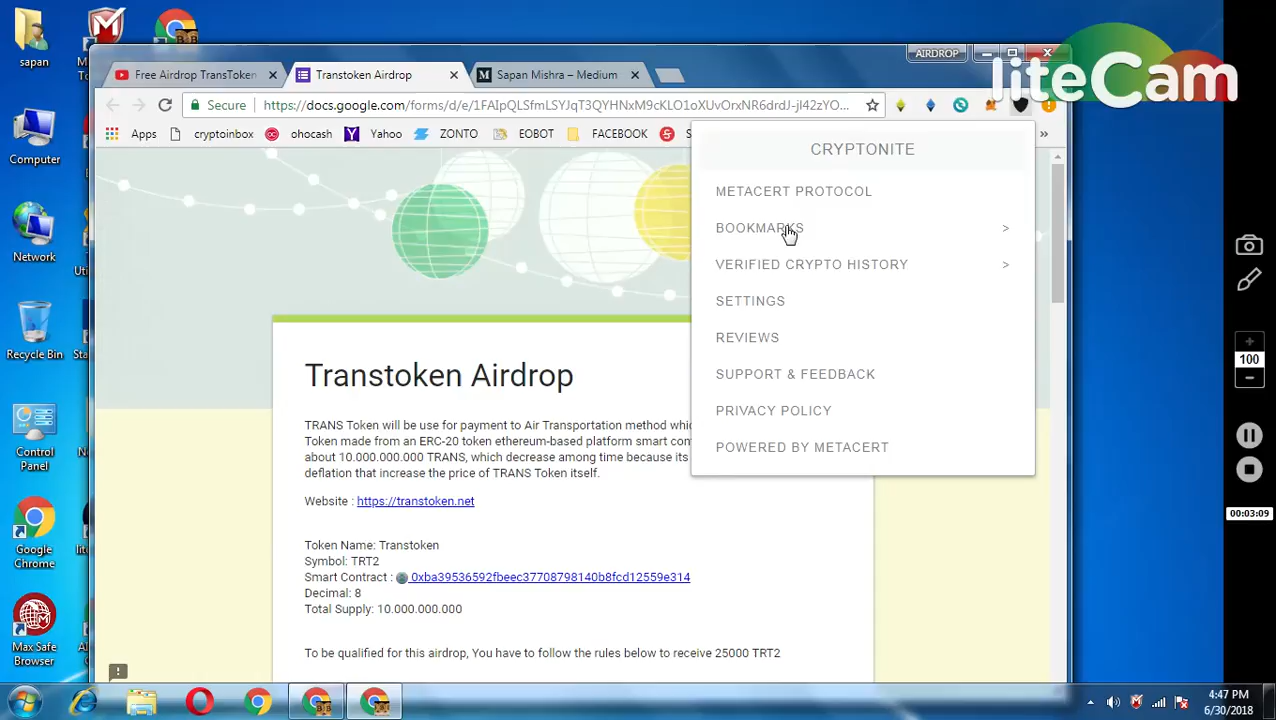 liteCam
AIRDROP
Free Airdrop TransToken
Transtoken Airdrop
Sapan Mishra – Medium
Secure
https://docs.google.com/forms/d/e/1FAIpQLSfmLSYJqT3QYHNxM9cKLO1oXUvOrxNR6drdJ-jI42zYO...
Apps
cryptoinbox
ohocash
Yahoo
ZONTO
EOBOT
FACEBOOK
S
»
CRYPTONITE
METACERT PROTOCOL
BOOKMARKS >
VERIFIED CRYPTO HISTORY >
SETTINGS
REVIEWS
SUPPORT & FEEDBACK
PRIVACY POLICY
POWERED BY METACERT
Transtoken Airdrop
TRANS Token will be use for payment to Air Transportation method whic
Token made from an ERC-20 token ethereum-based platform smart con
about 10.000.000.000 TRANS, which decrease among time because its
deflation that increase the price of TRANS Token itself.
Website : https://transtoken.net
Token Name: Transtoken
Symbol: TRT2
Smart Contract : 0xba39536592fbeec37708798140b8fcd12559e314
Decimal: 8
Total Supply: 10.000.000.000
To be qualified for this airdrop, You have to follow the rules below to receive 25000 TRT2
sapan
Computer
Network
Recycle Bin
Control
Panel
Google
Chrome
Max Safe
Browser
100
00:03:09
4:47 PM
6/30/2018